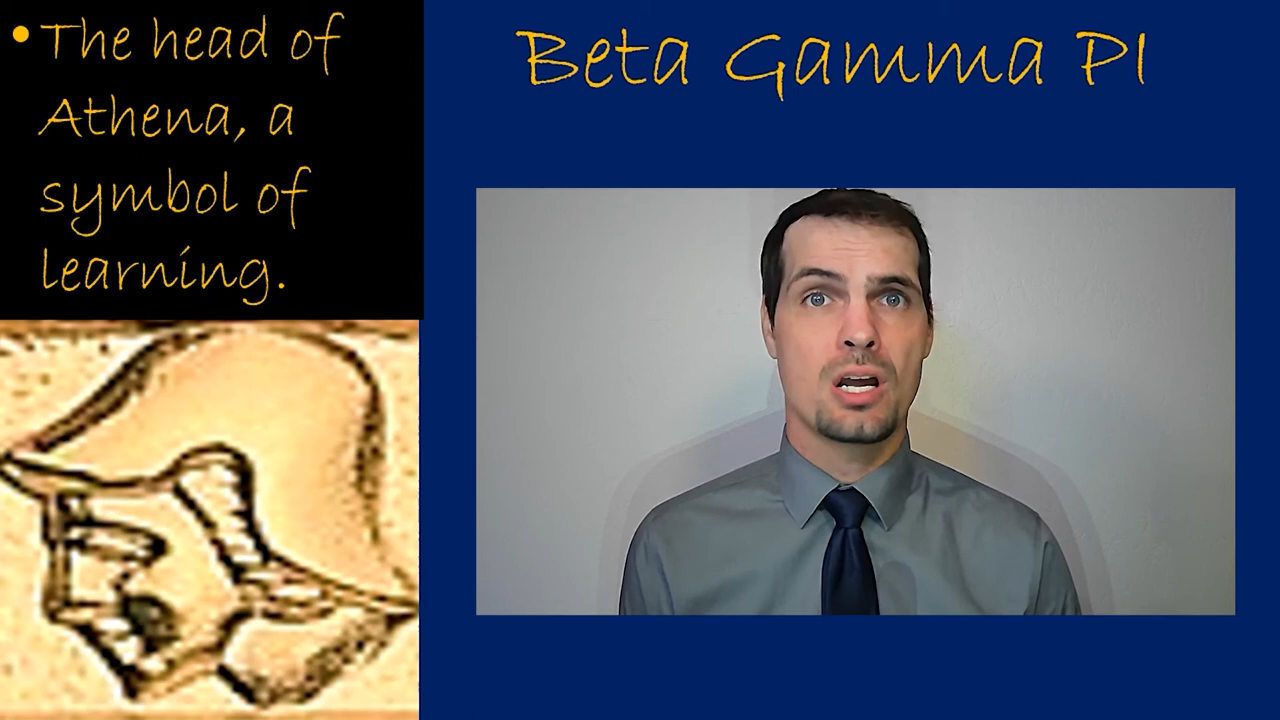 • The head of
Athena, a
symbol of
learning.
Beta Gamma PI